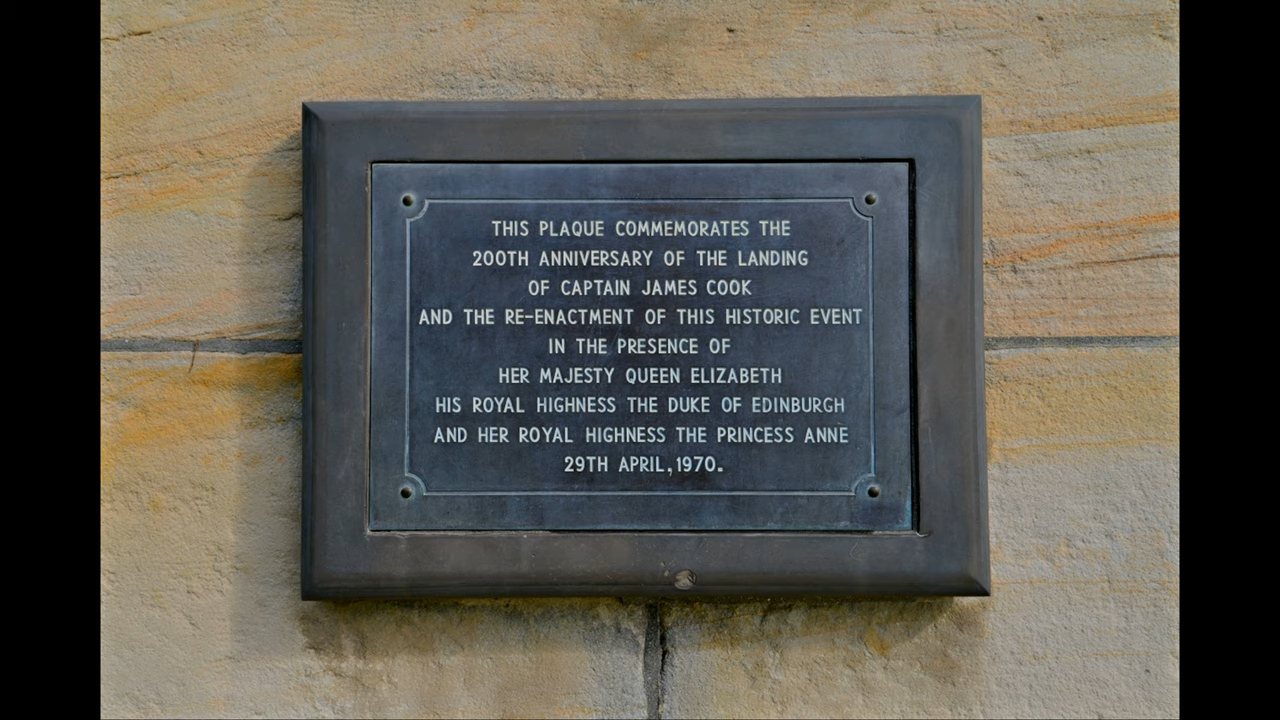 THIS PLAQUE COMMEMORATES THE
200TH ANNIVERSARY OF THE LANDING
OF CAPTAIN JAMES COOK
AND THE RE-ENACTMENT OF THIS HISTORIC EVENT
IN THE PRESENCE OF
HER MAJESTY QUEEN ELIZABETH
HIS ROYAL HIGHNESS THE DUKE OF EDINBURGH
AND HER ROYAL HIGHNESS THE PRINCESS ANNE
29TH APRIL, 1970.